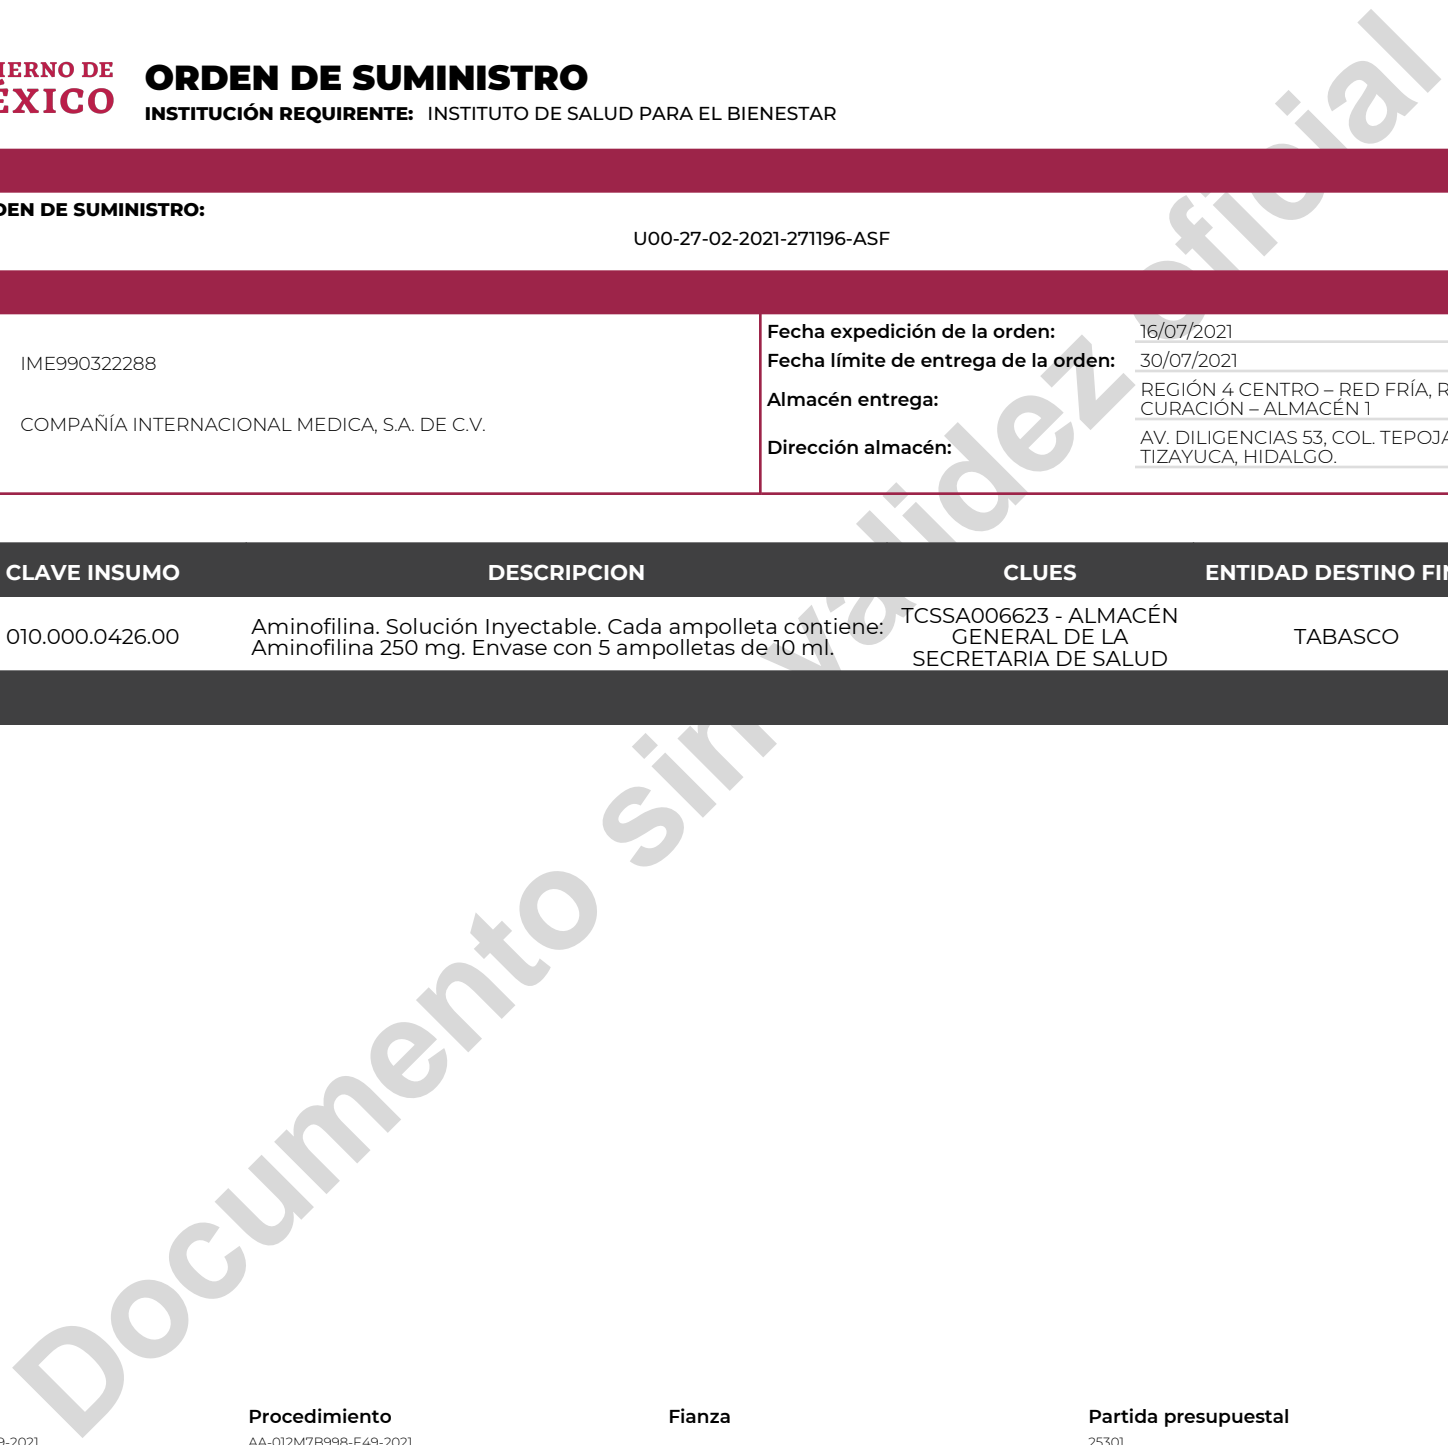 DE
ORDEN DE SUMINISTRO
INSTITUCIÓN REQUIRENTE: INSTITUTO DE SALUD PARA EL BIENESTAR
DE SUMINISTRO:
U00-27-02-2021-271196-ASF
IME990322288
COMPAÑÍA INTERNACIONAL MEDICA, S.A. DE C.V.
Fecha expedición de la orden: 16/07/2021
Fecha límite de entrega de la orden: 30/07/2021
Almacén entrega:
REGIÓN 4 CENTRO – RED FRÍA,
CURACIÓN – ALMACÉN 1
Dirección almacén:
AV. DILIGENCIAS 53, COL.
TIZAYUCA, HIDALGO.
CLAVE INSUMO DESCRIPCION CLUES ENTIDAD DESTINO
010.000.0426.00
Aminofilina. Solución Inyectable. Cada ampolleta contiene:
Aminofilina 250 mg. Envase con 5 ampolletas de 10 ml.
TCSSA006623 - ALMACÉN
GENERAL DE LA
SECRETARIA DE SALUD
TABASCO
Documento sin validez oficial
Procedimiento Fianza Partida presupuestal
AA-012M7B998-E49-2021 25301